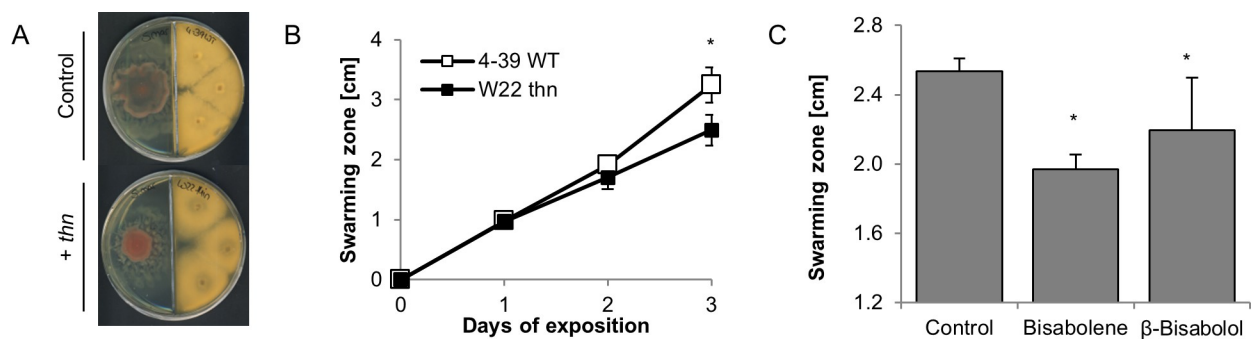 A
Control
+ thn
B
Swarming zone [cm]
4
3
2
1
0
4-39 WT
W22 thn
*
0 1 2 3
Days of exposition
C
Swarming zone [cm]
2.8
2.4
2.0
1.6
1.2
*
*
Control Bisabolene β-Bisabolol